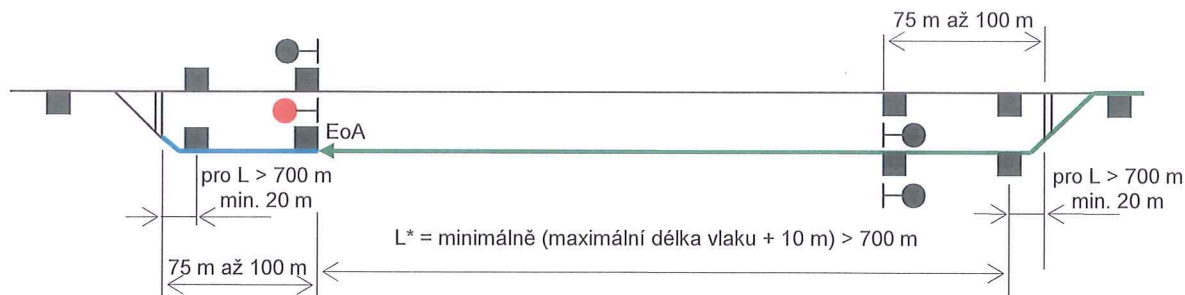 75 m až 100 m
EoA
pro L > 700 m
min. 20 m
pro L > 700 m
min. 20 m
L* = minimálně (maximální délka vlaku + 10 m) > 700 m
75 m až 100 m